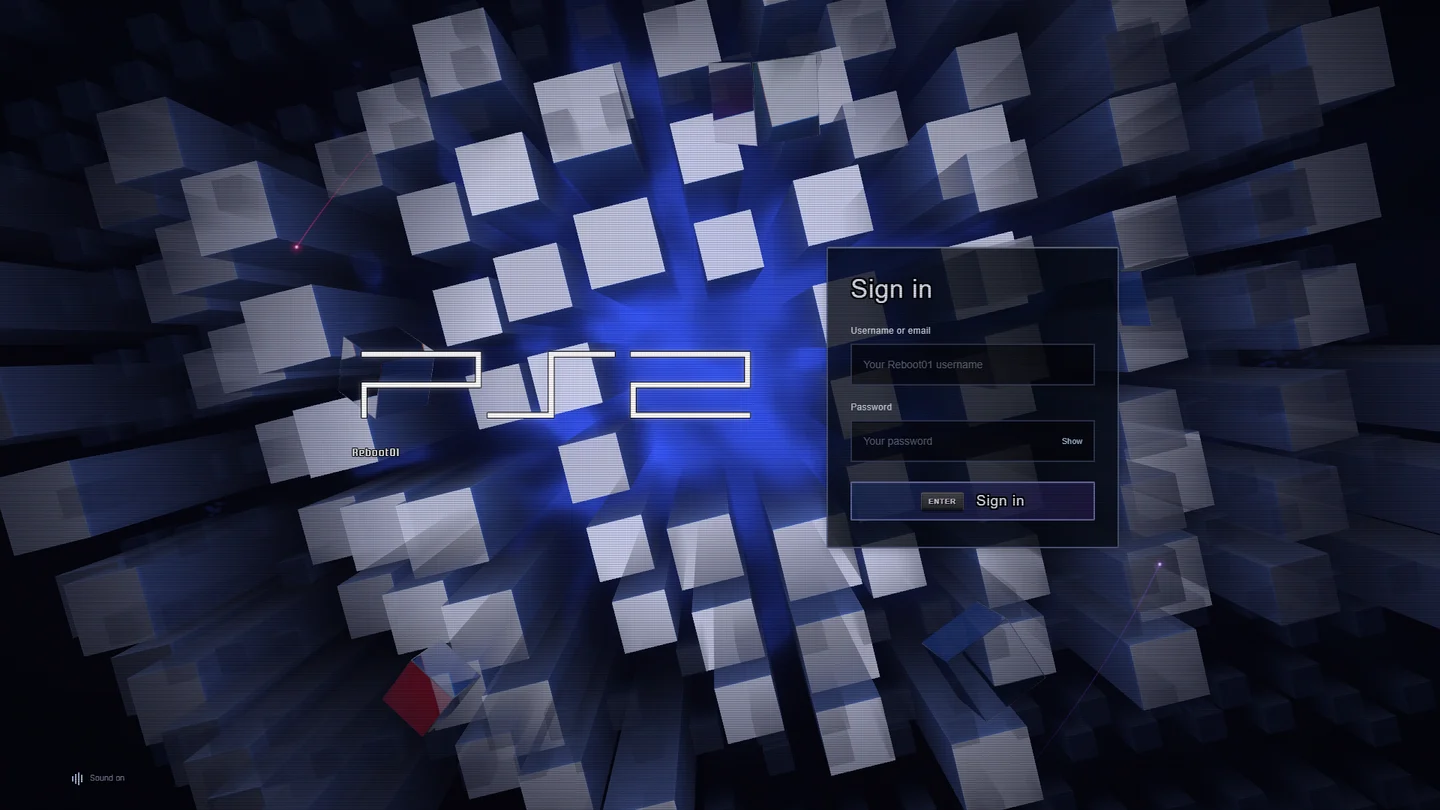 PS2
Reboot01
Sign in
Username or email
Your Reboot01 username
Password
Your password
Show
ENTER
Sign in
Sound on